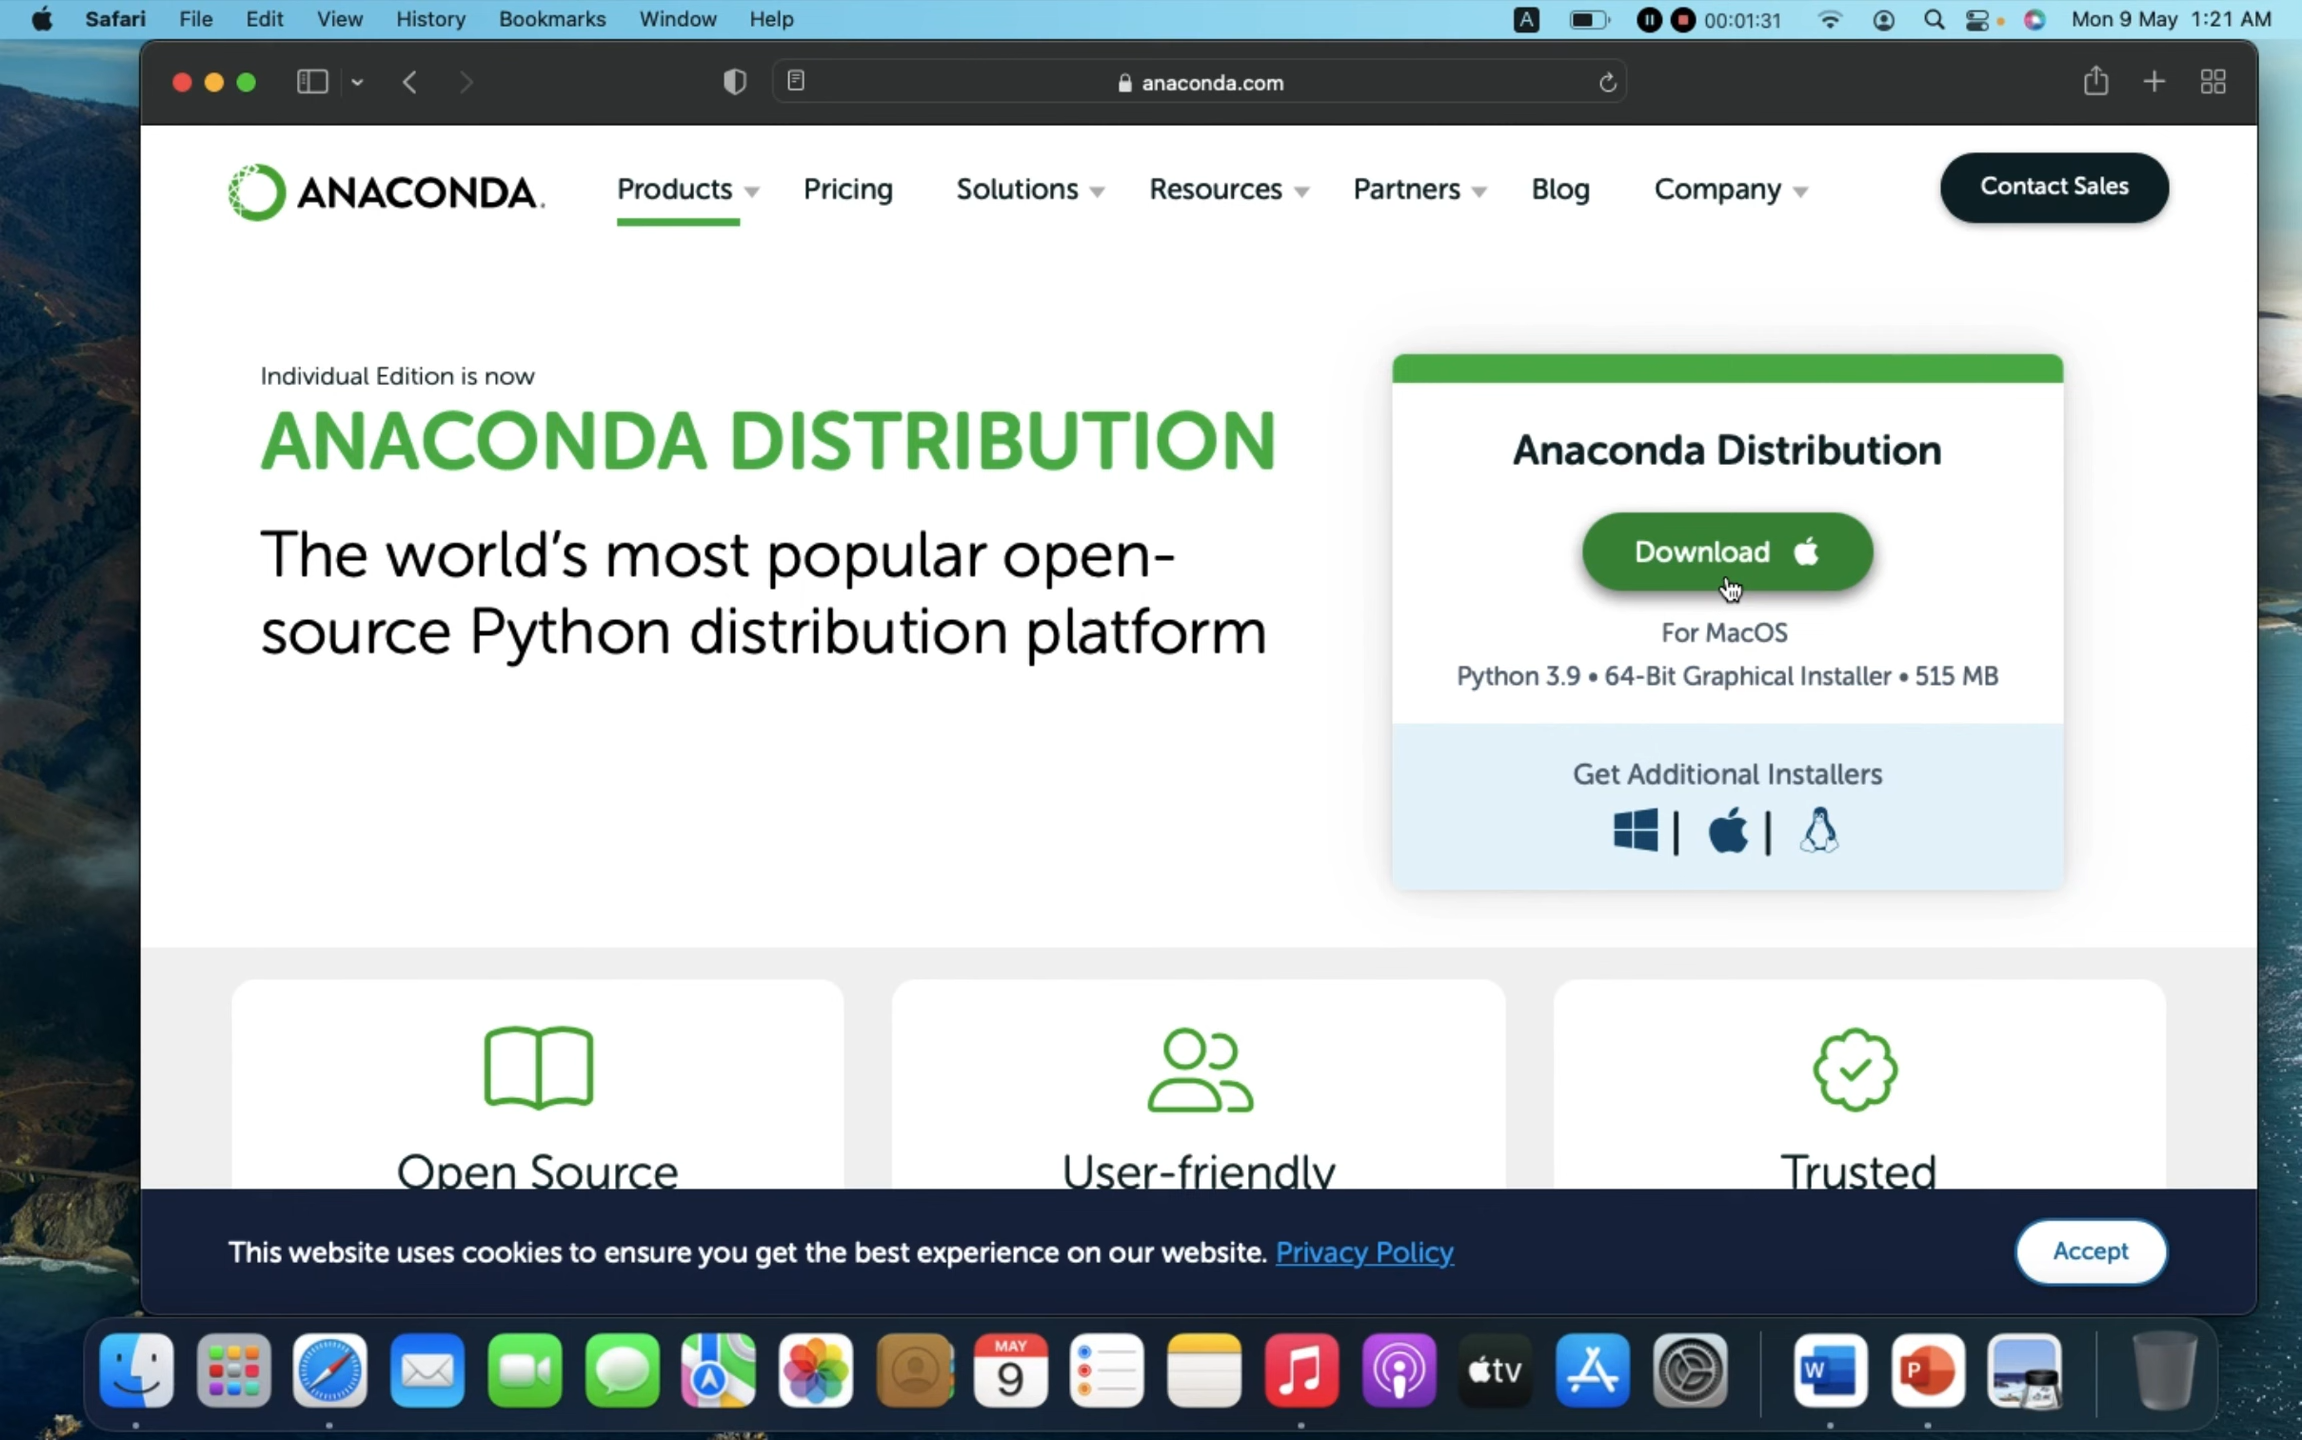 Safari File Edit View History Bookmarks Window Help A 00:01:31 Mon 9 May 1:21 AM
anaconda.com
ANACONDA. Products Pricing Solutions Resources Partners Blog Company Contact Sales
Individual Edition is now
ANACONDA DISTRIBUTION
The world's most popular open-
source Python distribution platform
Anaconda Distribution
Download
For MacOS
Python 3.9 • 64-Bit Graphical Installer • 515 MB
Get Additional Installers
Open Source User-friendly Trusted
This website uses cookies to ensure you get the best experience on our website. Privacy Policy Accept
MAY
9
tv
W
P